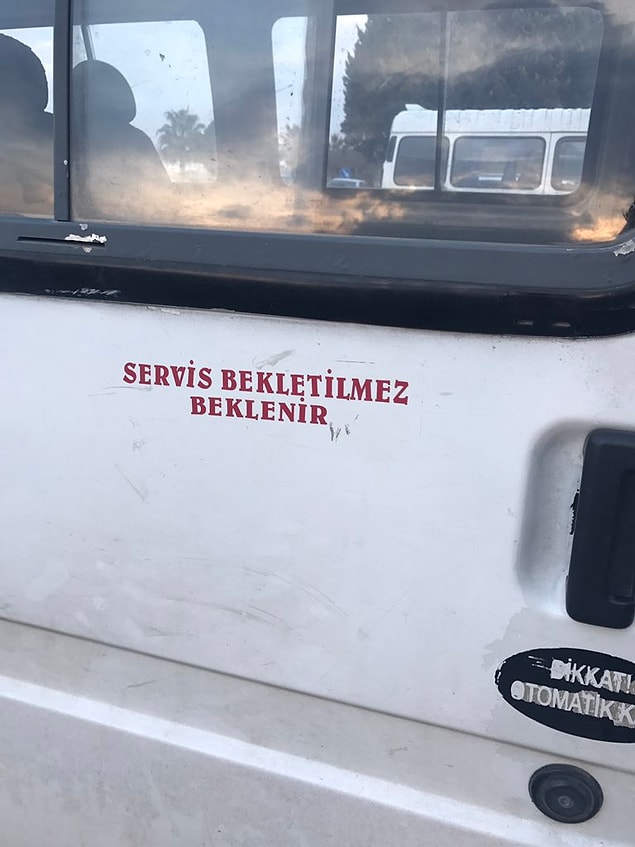 SERVİS BEKLETİLMEZ
BEKLENİR
DİKKAT!
OTOMATİK K